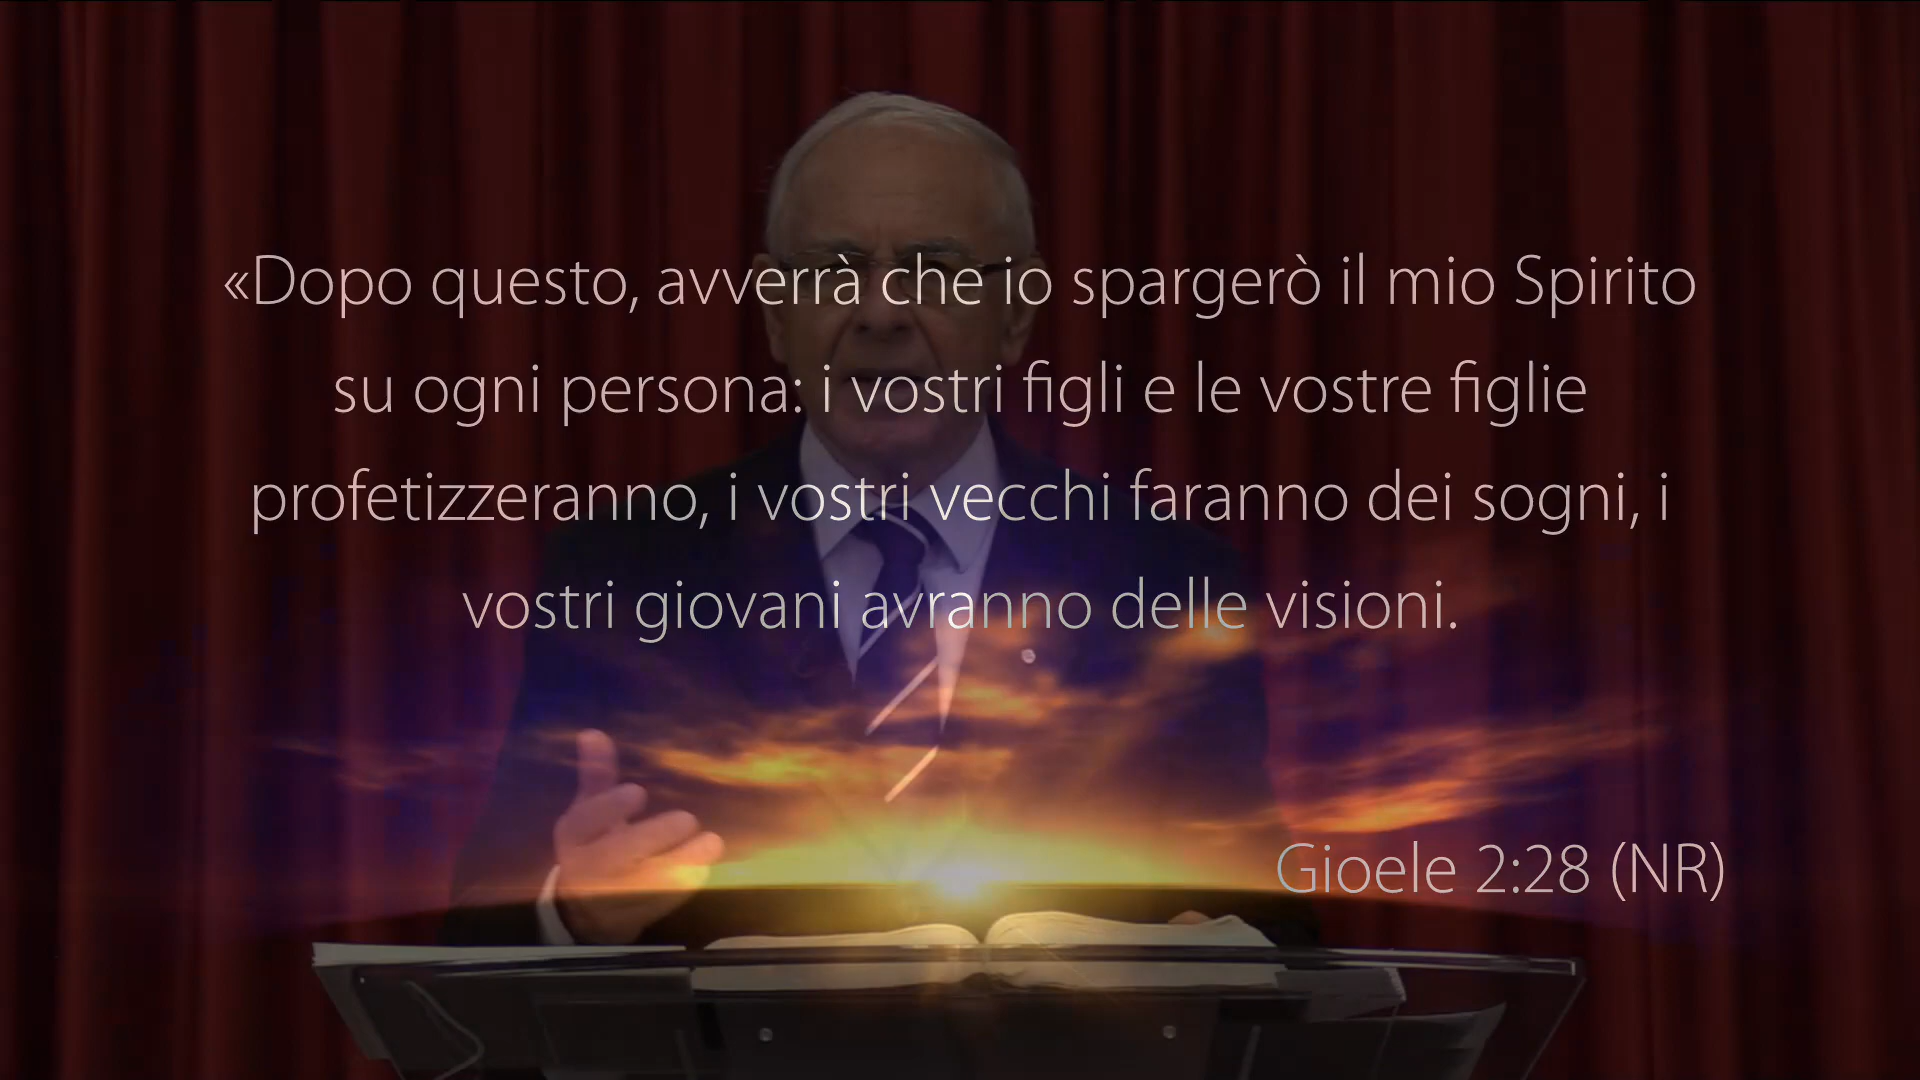 «Dopo questo, avverrà che io spargerò il mio Spirito
su ogni persona: i vostri figli e le vostre figlie
profetizzeranno, i vostri vecchi faranno dei sogni, i
vostri giovani avranno delle visioni.
Gioele 2:28 (NR)